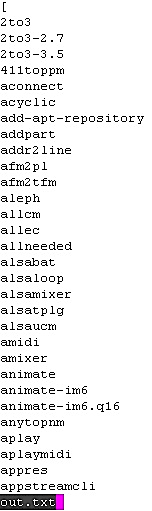 [
2to3
2to3-2.7
2to3-3.5
411toppm
aconnect
acyclic
add-apt-repository
addpart
addr2line
afm2pl
afm2tfm
aleph
allcm
allec
allneeded
alsabat
alsaloop
alsamixer
alsatplg
alsaucm
amidi
amixer
animate
animate-im6
animate-im6.q16
anytopnm
aplay
aplaymidi
appres
appstreamcli
out.txt